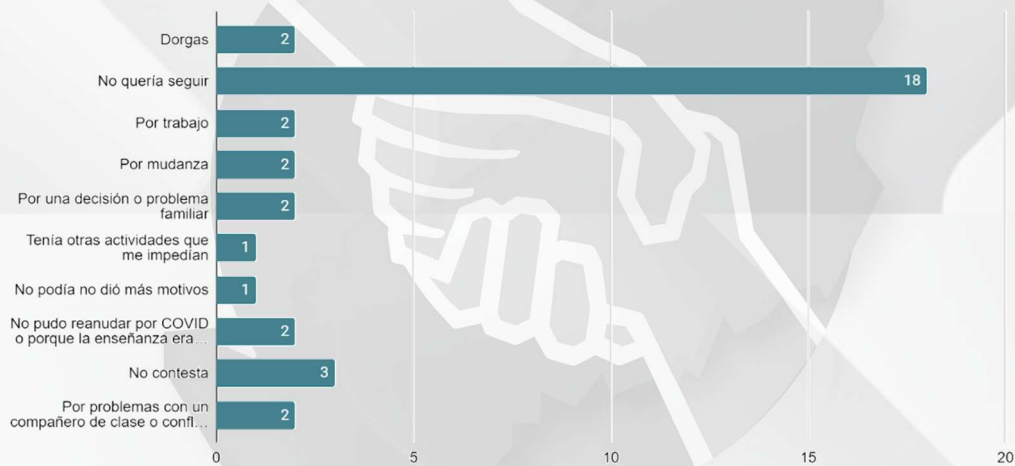 Dorgas
2
No quería seguir
18
Por trabajo
2
Por mudanza
2
Por una decisión o problema
familiar
2
Tenía otras actividades que
me impedían
1
No podía no dió más motivos
1
No pudo reanudar por COVID
o porque la enseñanza era...
2
No contesta
3
Por problemas con un
compañero de clase o confl...
2
0 5 10 15 20